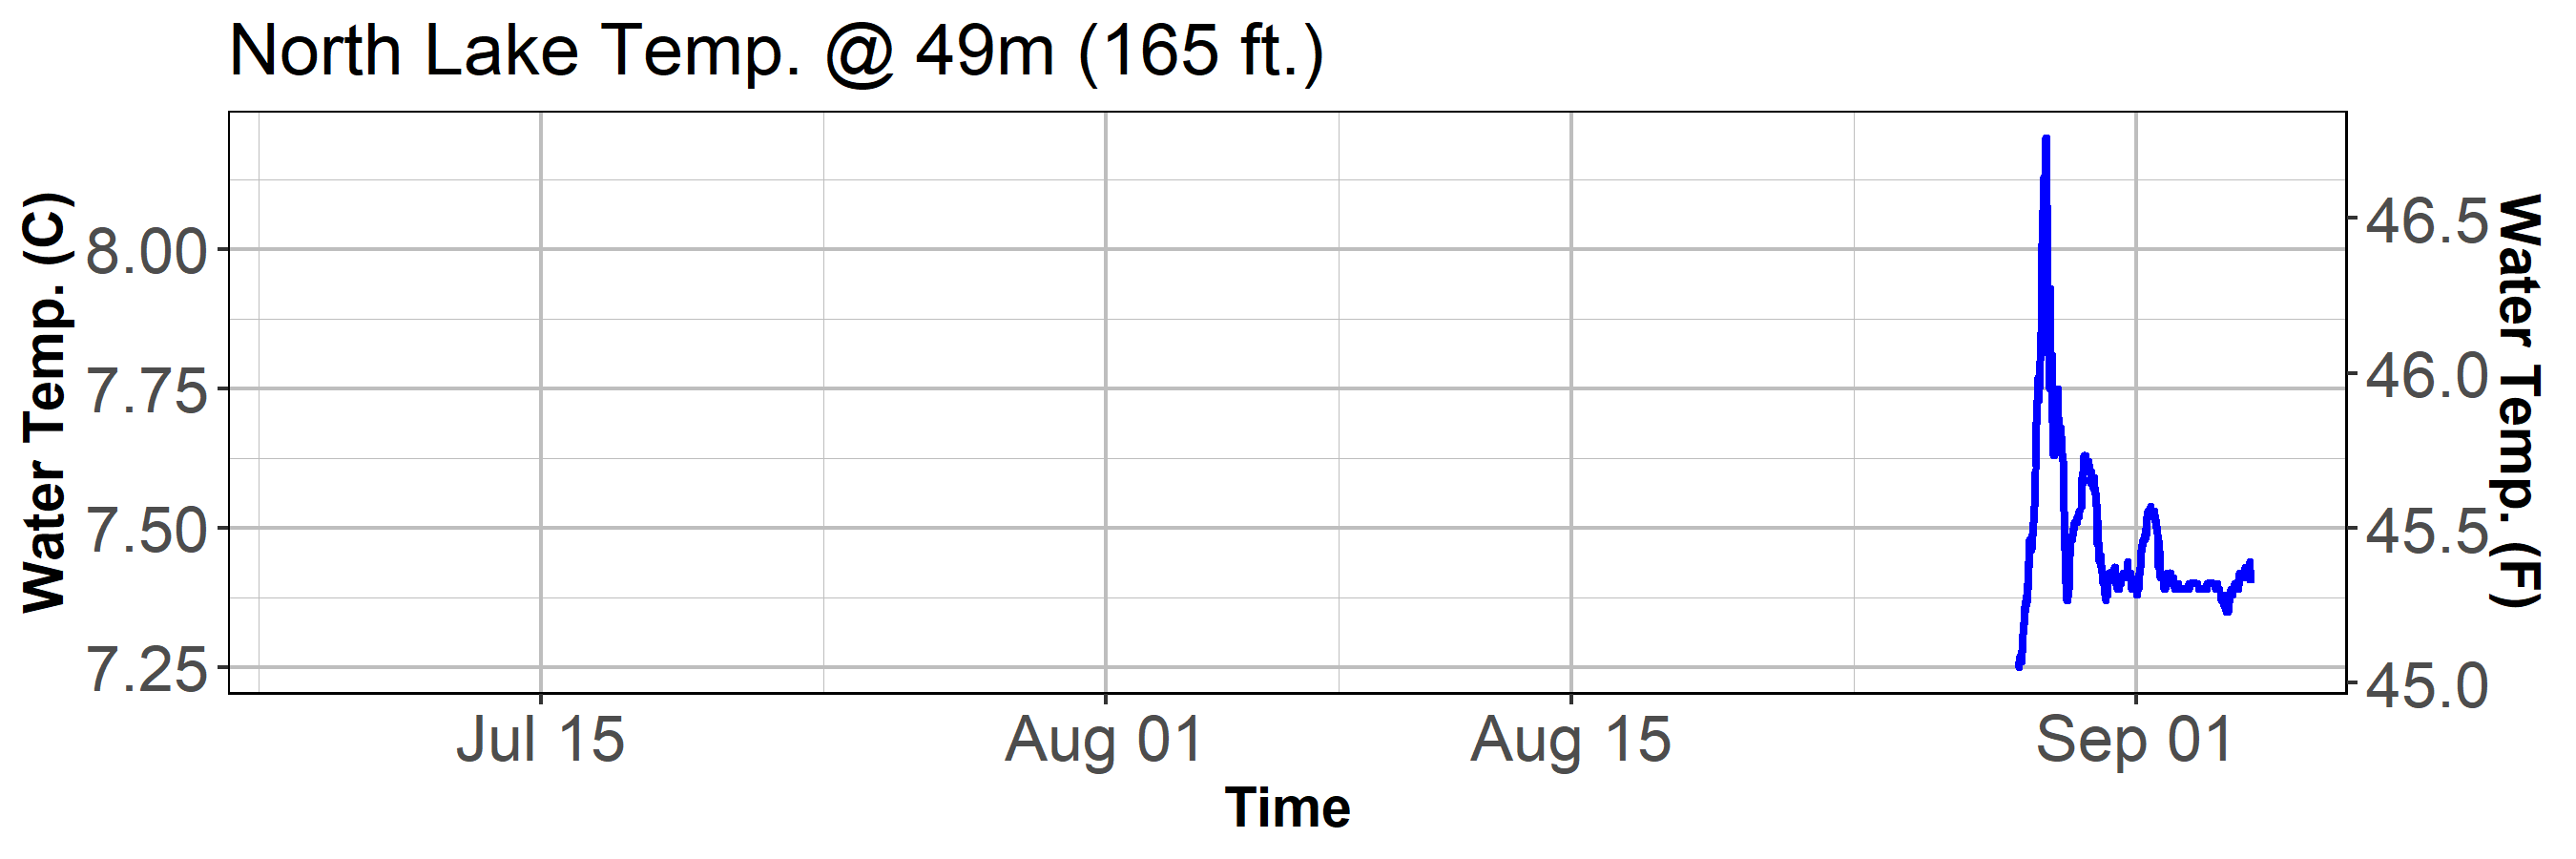 North Lake Temp. @ 49m (165 ft.)
Water Temp. (C)
8.00
7.75
7.50
7.25
46.5
46.0
45.5
45.0
Water Temp. (F)
Jul 15 Aug 01 Aug 15 Sep 01
Time